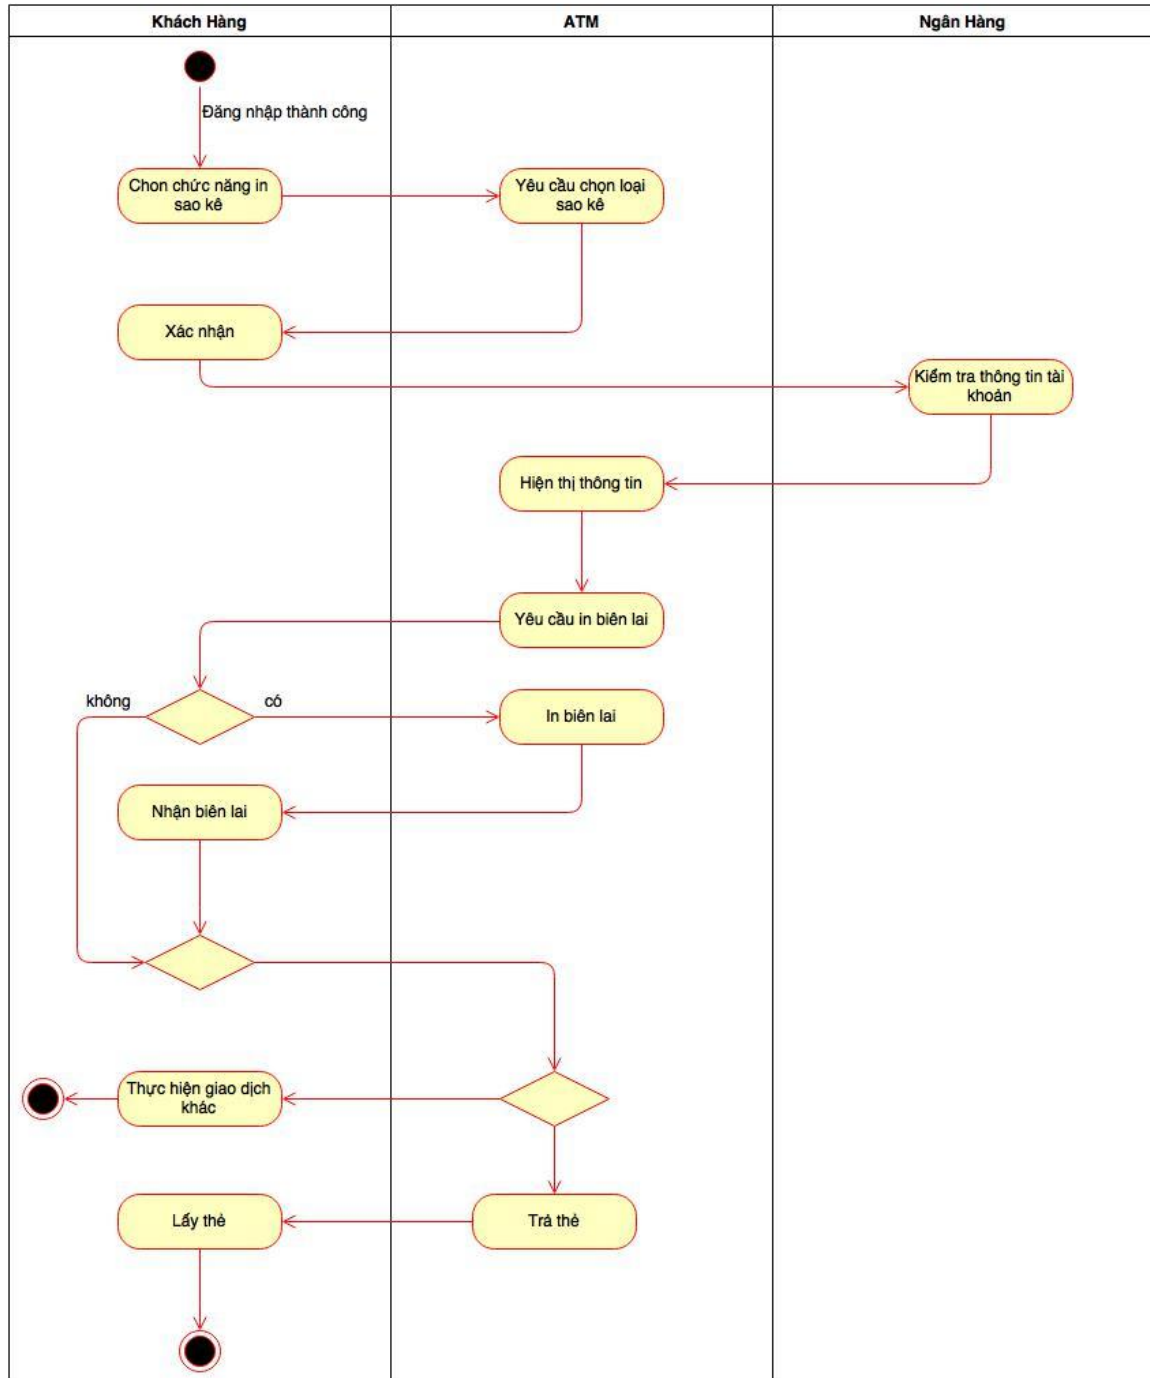 Khách Hàng
ATM
Ngân Hàng
Đăng nhập thành công
Chon chức năng in
sao kê
Yêu cầu chọn loại
sao kê
Xác nhận
Kiểm tra thông tin tài
khoản
Hiện thị thông tin
Yêu cầu in biên lai
không
có
In biên lai
Nhận biên lai
Thực hiện giao dịch
khác
Lấy thẻ
Trả thẻ